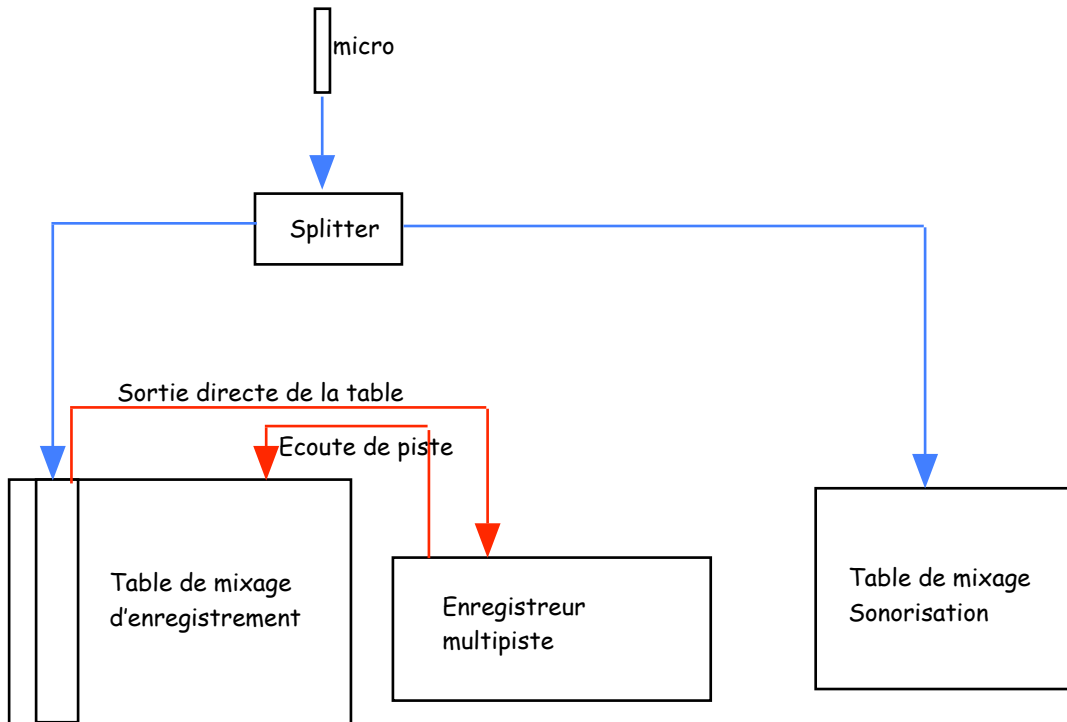 micro
Splitter
Sortie directe de la table
Ecoute de piste
Table de mixage
d'enregistrement
Enregistreur
multipiste
Table de mixage
Sonorisation